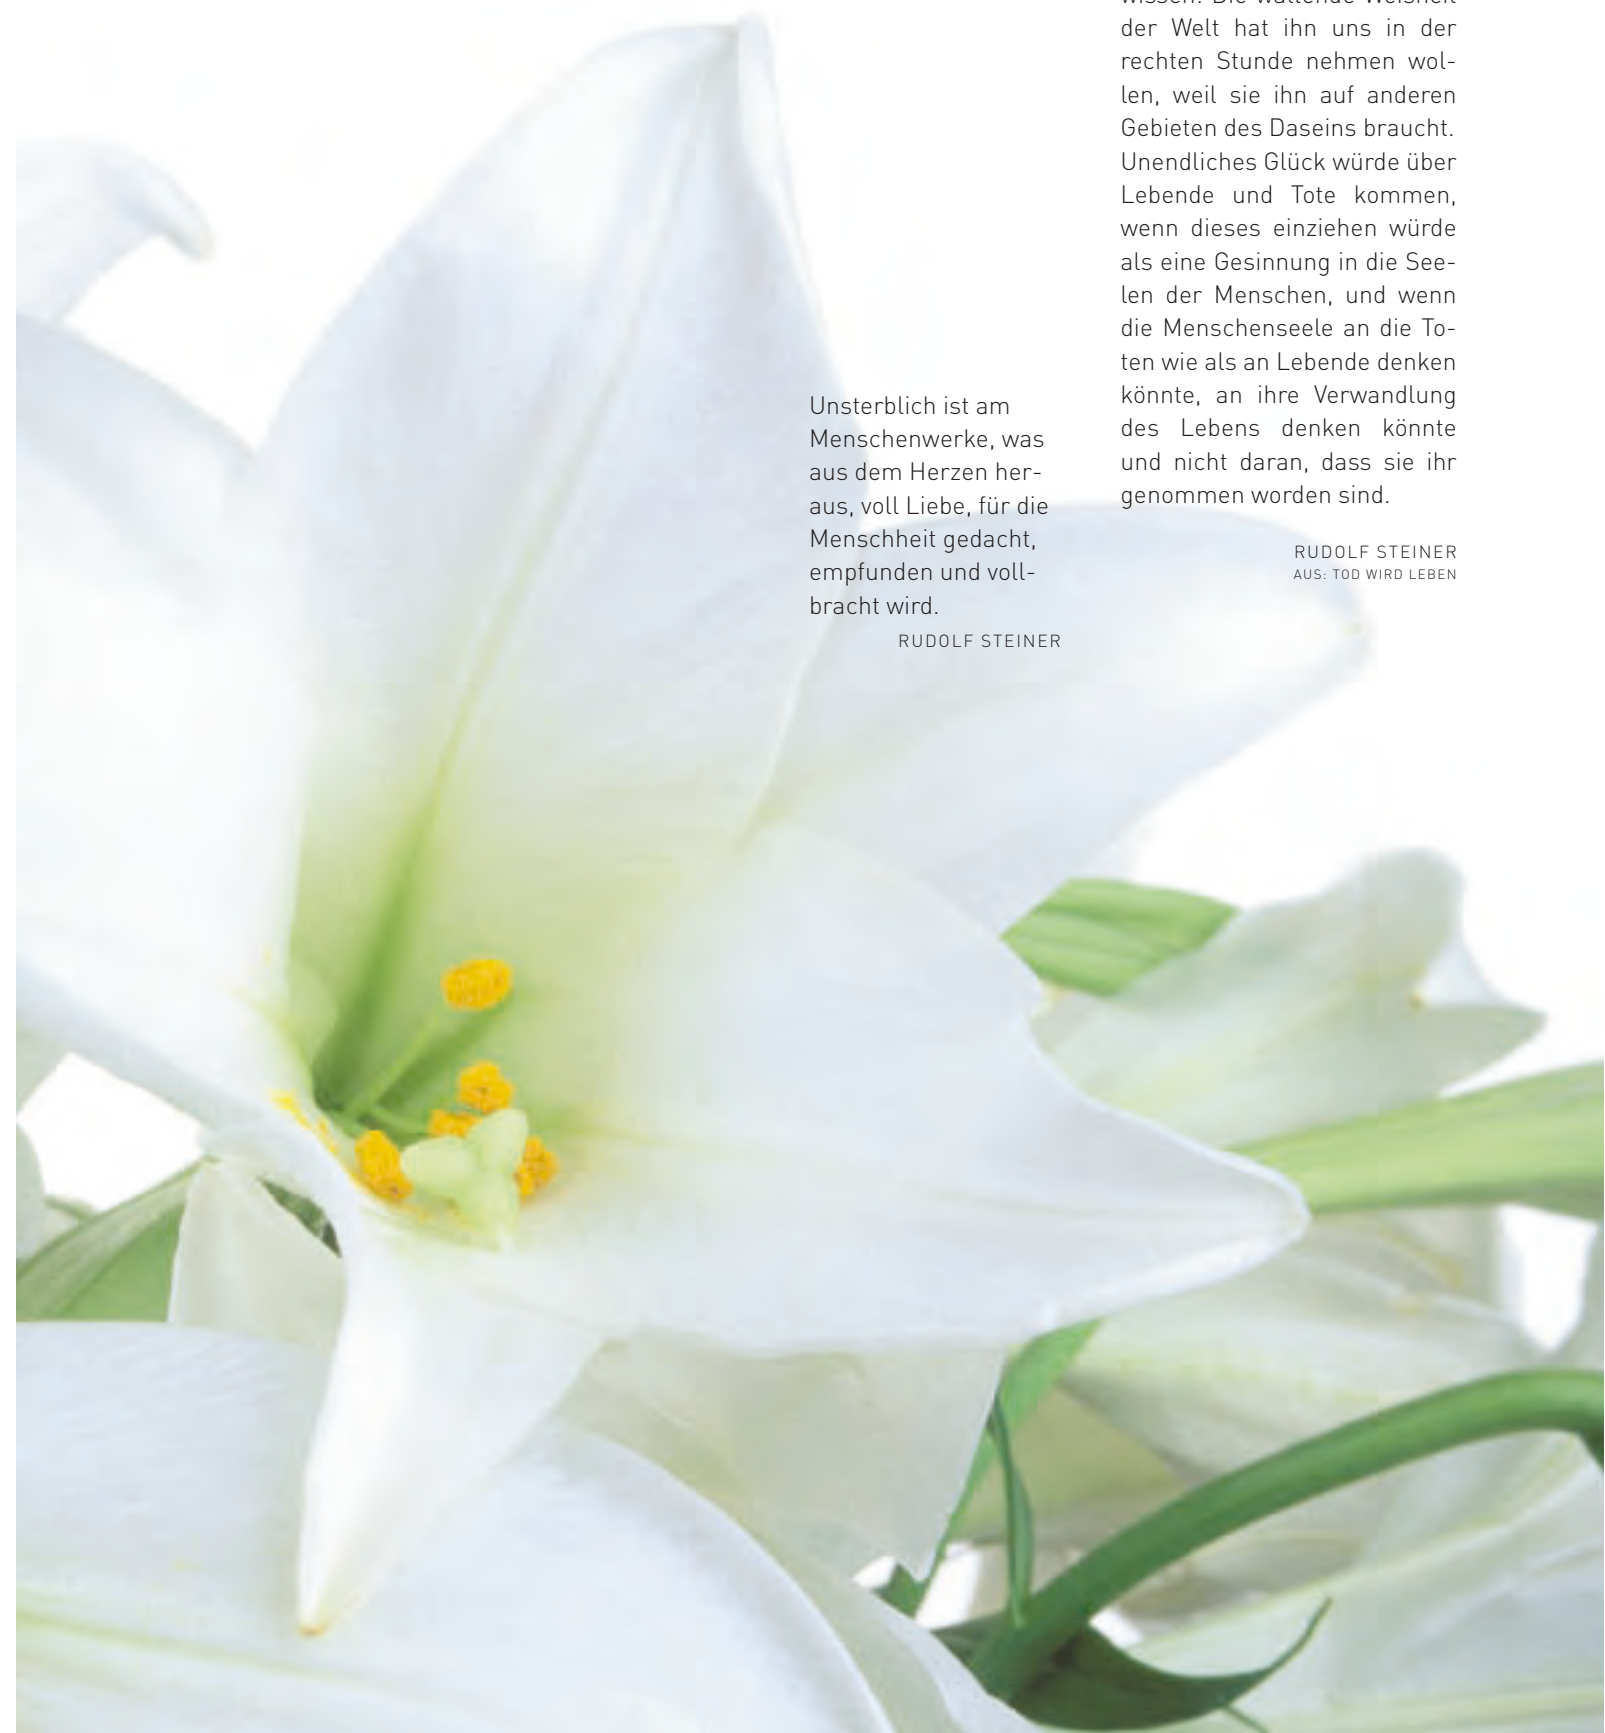 Unsterblich ist am
Menschenwerke, was
aus dem Herzen her-
aus, voll Liebe, für die
Menschheit gedacht,
empfunden und voll-
bracht wird.
RUDOLF STEINER
wissen: Die waltende Weisheit
der Welt hat ihn uns in der
rechten Stunde nehmen wol-
len, weil sie ihn auf anderen
Gebieten des Daseins braucht.
Unendliches Glück würde über
Lebende und Tote kommen,
wenn dieses einziehen würde
als eine Gesinnung in die See-
len der Menschen, und wenn
die Menschenseele an die To-
ten wie als an Lebende denken
könnte, an ihre Verwandlung
des Lebens denken könnte
und nicht daran, dass sie ihr
genommen worden sind.
RUDOLF STEINER
AUS: TOD WIRD LEBEN